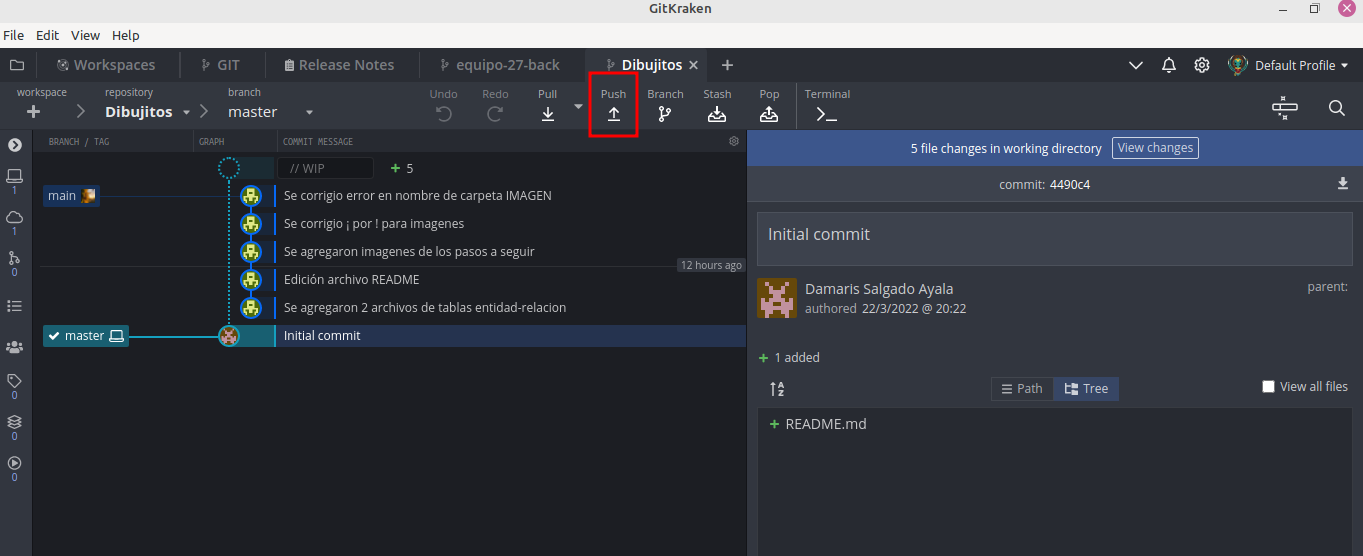 GitKraken
File Edit View Help
Workspaces GIT Release Notes equipo-27-back Dibujitos Default Profile
workspace repository branch
Dibujitos master
Undo Redo Pull Push Branch Stash Pop Terminal
BRANCH / TAG GRAPH COMMIT MESSAGE
// WIP + 5
main Se corrigio error en nombre de carpeta IMAGEN
Se corrigio ¡ por ! para imagenes
Se agregaron imagenes de los pasos a seguir
12 hours ago
Edición archivo README
Se agregaron 2 archivos de tablas entidad-relacion
master Initial commit
1
1
0
0
0
0
5 file changes in working directory View changes
commit: 4490c4
Initial commit
Damaris Salgado Ayala parent:
authored 22/3/2022 @ 20:22
+ 1 added
A Z Path Tree View all files
+ README.md